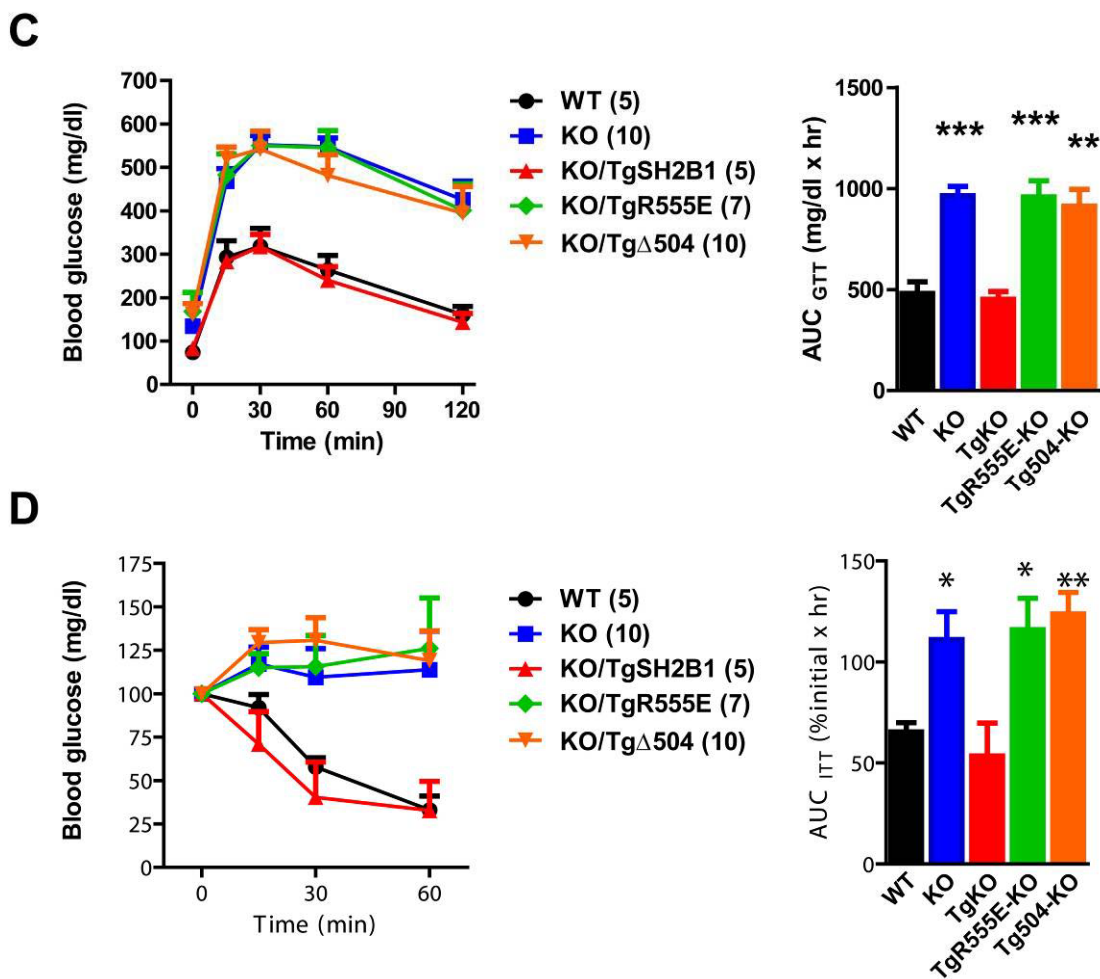 C
Blood glucose (mg/dl)
700
600
500
400
300
200
100
0
0 30 60 90 120
Time (min)
WT (5)
KO (10)
KO/TgSH2B1 (5)
KO/TgR555E (7)
KO/TgΔ504 (10)
AUC GTT (mg/dl x hr)
1500
1000
500
0
*** *** **
WT KO TgKO TgR555E-KO Tg504-KO
D
Blood glucose (mg/dl)
175
150
125
100
75
50
25
0
0 30 60
Time (min)
WT (5)
KO (10)
KO/TgSH2B1 (5)
KO/TgR555E (7)
KO/TgΔ504 (10)
AUC ITT (%initial x hr)
150
100
50
0
* * **
WT KO TgKO TgR555E-KO Tg504-KO